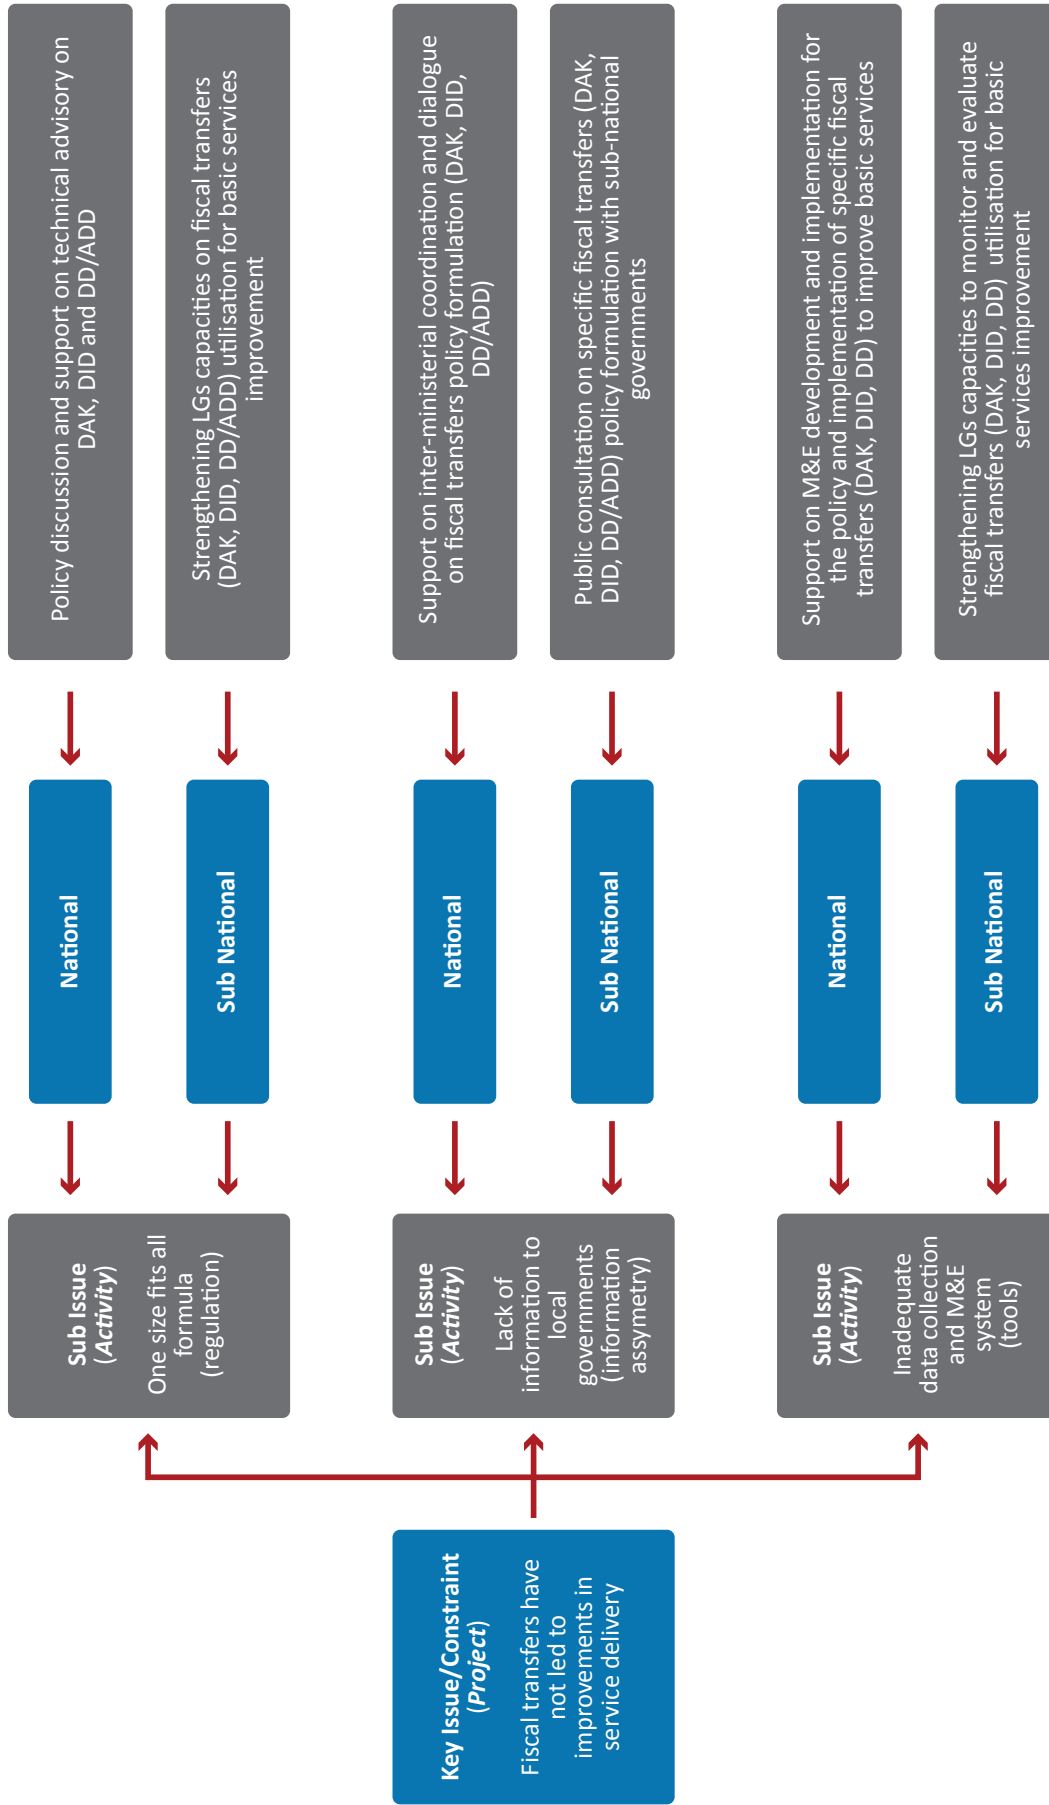 Key Issue/Constraint
(Project)
Fiscal transfers have
not led to
improvements in
service delivery
Sub Issue
(Activity)
One size fits all
formula
(regulation)
National
Policy discussion and support on technical advisory on
DAK, DID and DD/ADD
Sub National
Strengthening LGs capacities on fiscal transfers
(DAK, DID, DD/ADD) utilisation for basic services
improvement
Sub Issue
(Activity)
Lack of
information to
local
governments
(information
assymetry)
National
Support on inter-ministerial coordination and dialogue
on fiscal transfers policy formulation (DAK, DID,
DD/ADD)
Sub National
Public consultation on specific fiscal transfers (DAK,
DID, DD/ADD) policy formulation with sub-national
governments
Sub Issue
(Activity)
Inadequate
data collection
and M&E
system
(tools)
National
Support on M&E development and implementation for
the policy and implementation of specific fiscal
transfers (DAK, DID, DD) to improve basic services
Sub National
Strengthening LGs capacities to monitor and evaluate
fiscal transfers (DAK, DID, DD) utilisation for basic
services improvement